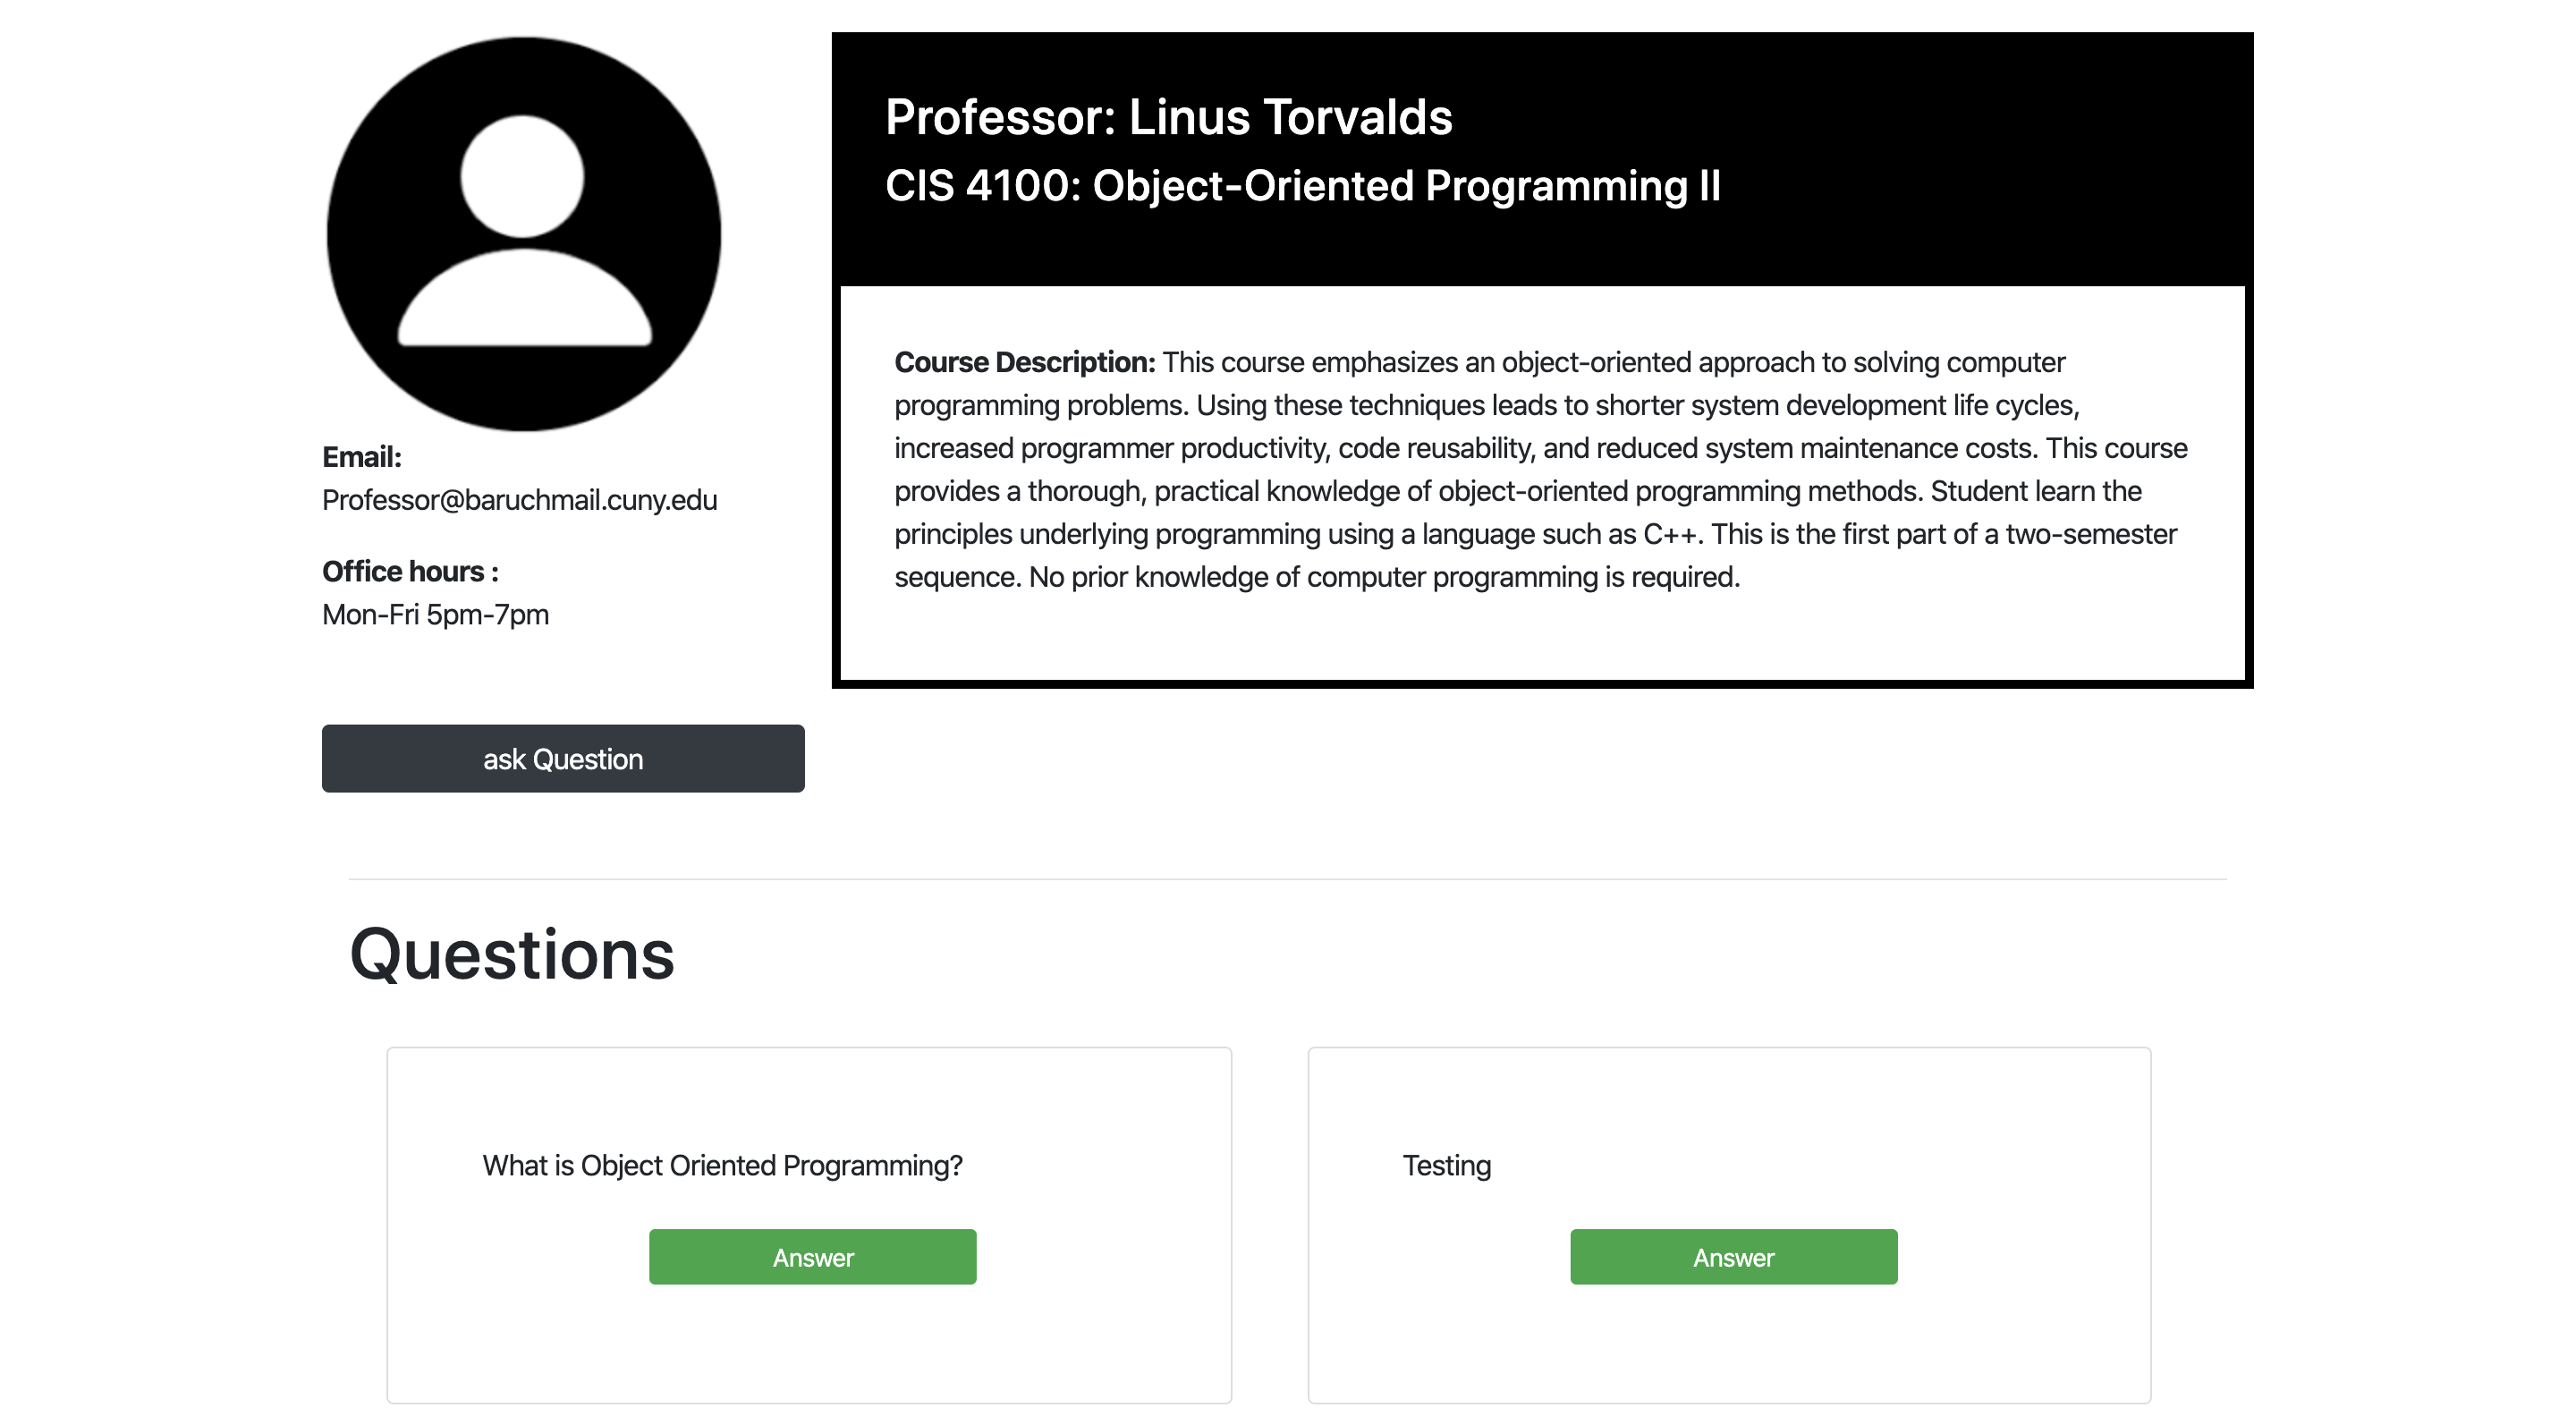 Professor: Linus Torvalds
CIS 4100: Object-Oriented Programming II
Course Description: This course emphasizes an object-oriented approach to solving computer
programming problems. Using these techniques leads to shorter system development life cycles,
increased programmer productivity, code reusability, and reduced system maintenance costs. This course
provides a thorough, practical knowledge of object-oriented programming methods. Student learn the
principles underlying programming using a language such as C++. This is the first part of a two-semester
sequence. No prior knowledge of computer programming is required.
Email:
Professor@baruchmail.cuny.edu
Office hours :
Mon-Fri 5pm-7pm
ask Question
Questions
What is Object Oriented Programming?
Answer
Testing
Answer